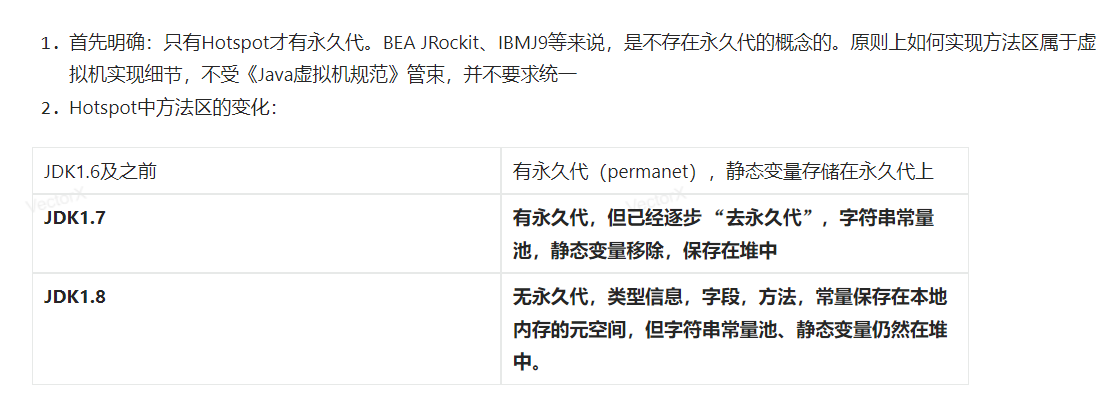 1. 首先明确：只有Hotspot才有永久代。BEA JRockit、IBMJ9等来说，是不存在永久代的概念的。原则上如何实现方法区属于虚
拟机实现细节，不受《Java虚拟机规范》管束，并不要求统一
2. Hotspot中方法区的变化：
JDK1.6及之前
有永久代（permanet），静态变量存储在永久代上
VectorX
VectorX
JDK1.7
有永久代，但已经逐步 “去永久代”，字符串常量
池，静态变量移除，保存在堆中
JDK1.8
无永久代，类型信息，字段，方法，常量保存在本地
内存的元空间，但字符串常量池、静态变量仍然在堆
中。